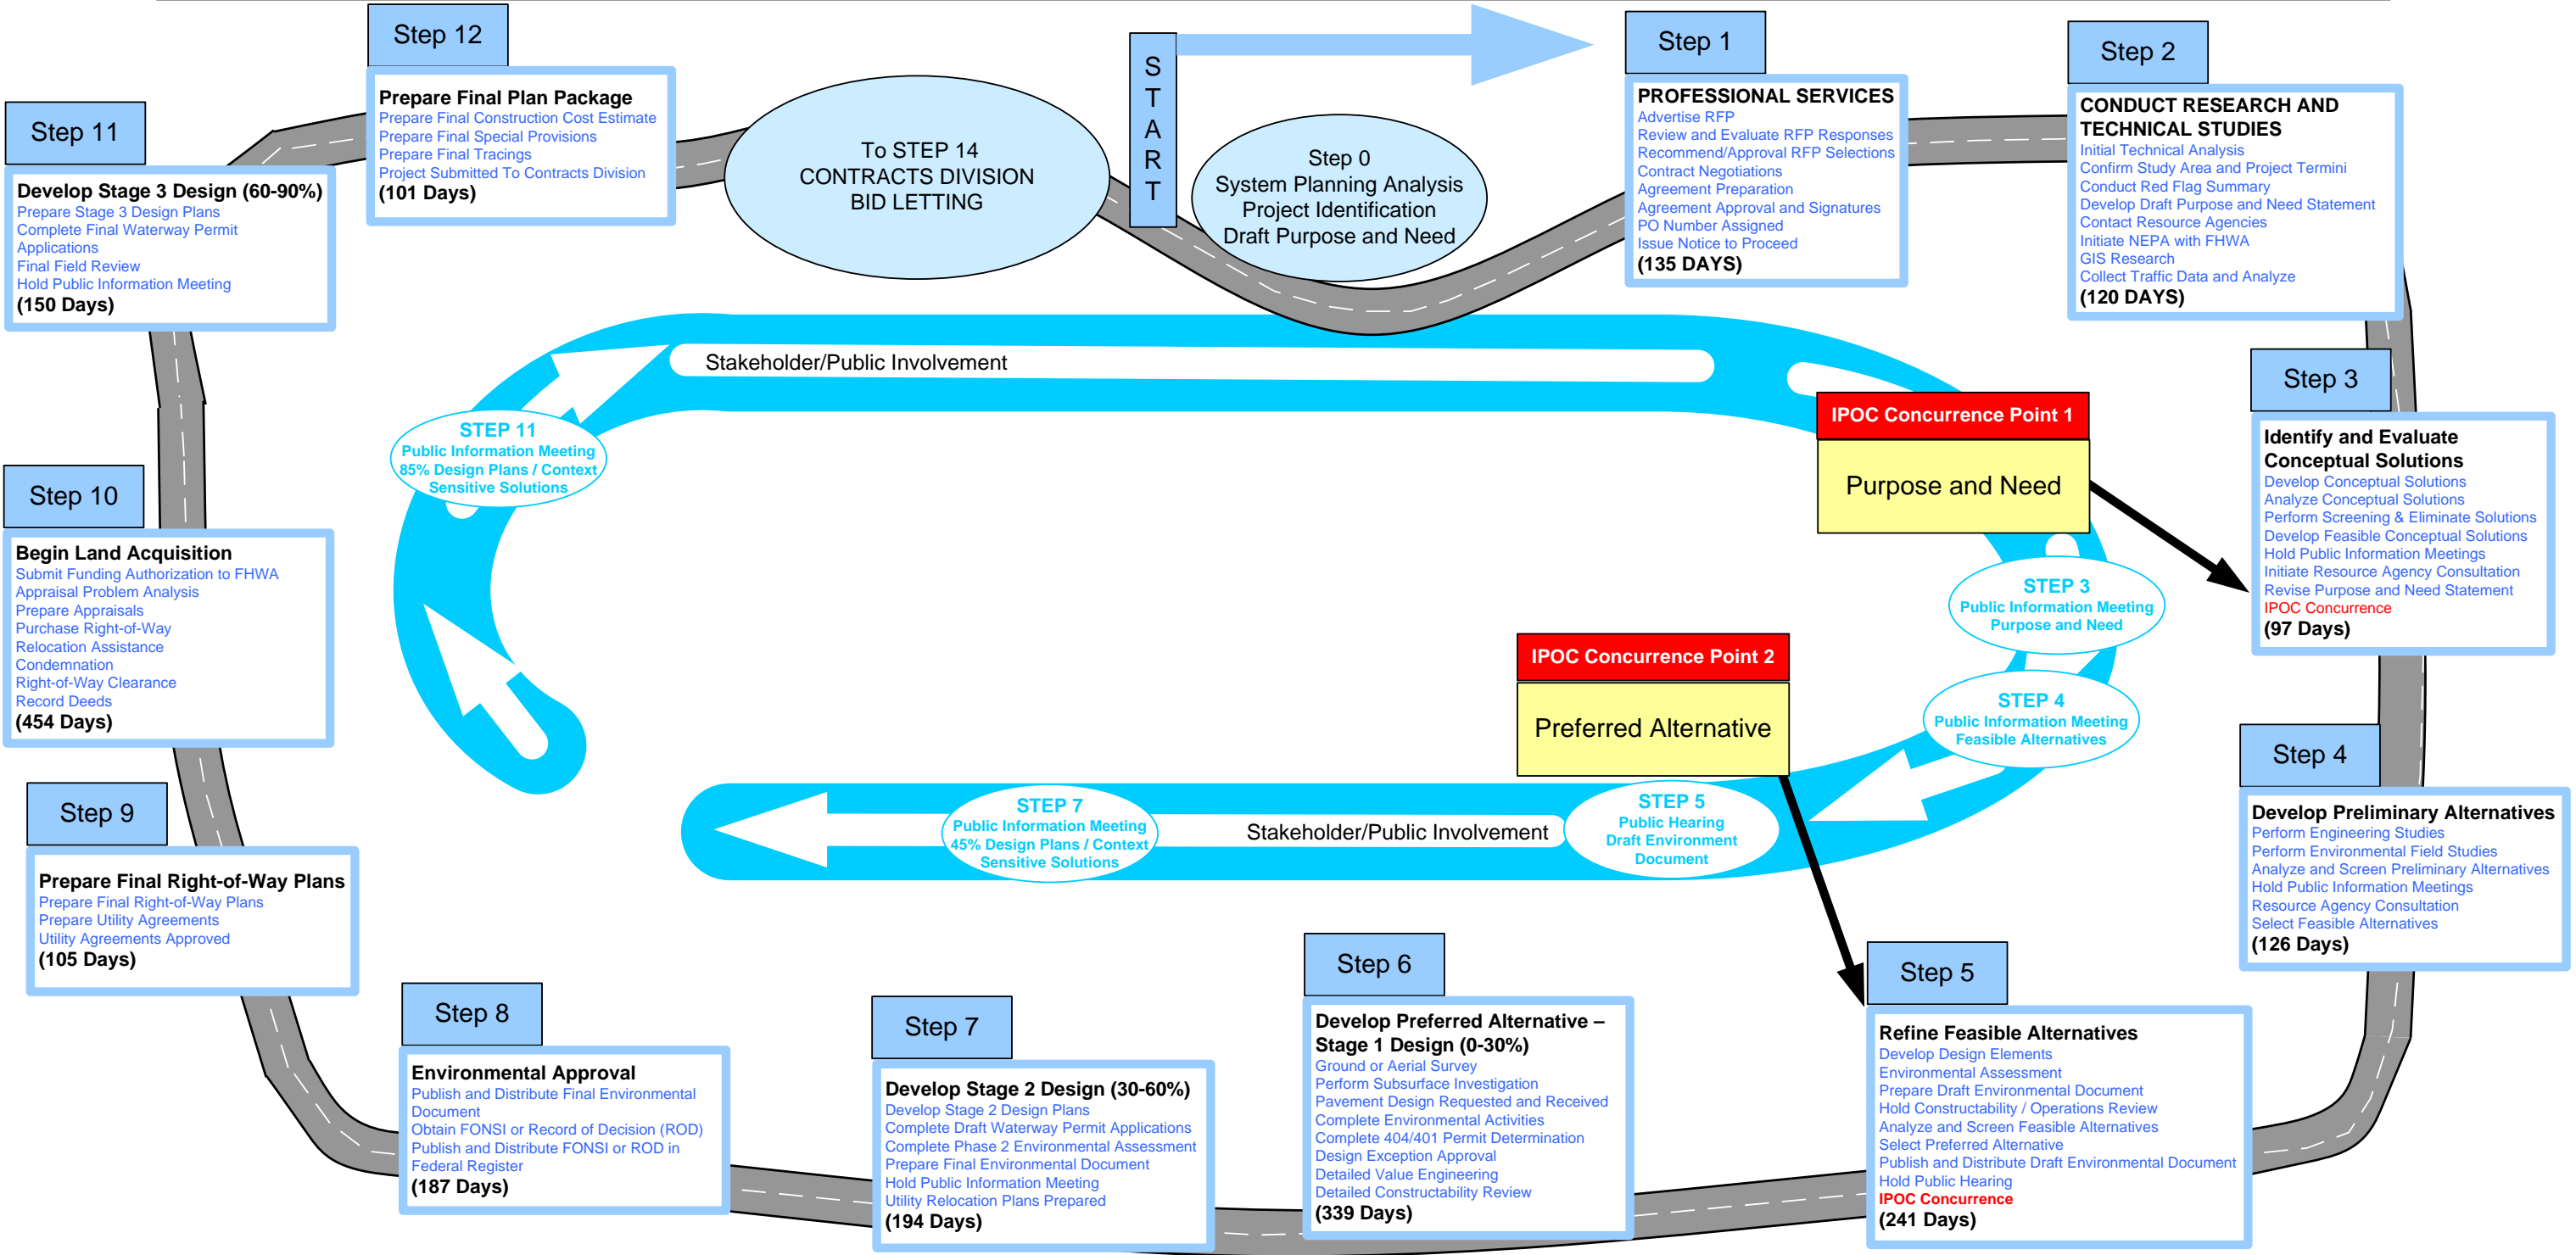 START
Step 0
System Planning Analysis
Project Identification
Draft Purpose and Need
Step 1
PROFESSIONAL SERVICES
Advertise RFP
Review and Evaluate RFP Responses
Recommend/Approval RFP Selections
Contract Negotiations
Agreement Preparation
Agreement Approval and Signatures
PO Number Assigned
Issue Notice to Proceed
(135 DAYS)
Step 2
CONDUCT RESEARCH AND
TECHNICAL STUDIES
Initial Technical Analysis
Confirm Study Area and Project Termini
Conduct Red Flag Summary
Develop Draft Purpose and Need Statement
Contact Resource Agencies
Initiate NEPA with FHWA
GIS Research
Collect Traffic Data and Analyze
(120 DAYS)
Step 3
Identify and Evaluate
Conceptual Solutions
Develop Conceptual Solutions
Analyze Conceptual Solutions
Perform Screening & Eliminate Solutions
Develop Feasible Conceptual Solutions
Hold Public Information Meetings
Initiate Resource Agency Consultation
Revise Purpose and Need Statement
IPOC Concurrence
(97 Days)
Step 4
Develop Preliminary Alternatives
Perform Engineering Studies
Perform Environmental Field Studies
Analyze and Screen Preliminary Alternatives
Hold Public Information Meetings
Resource Agency Consultation
Select Feasible Alternatives
(126 Days)
Step 5
Refine Feasible Alternatives
Develop Design Elements
Environmental Assessment
Prepare Draft Environmental Document
Hold Constructability / Operations Review
Analyze and Screen Feasible Alternatives
Select Preferred Alternative
Publish and Distribute Draft Environmental Document
Hold Public Hearing
IPOC Concurrence
(241 Days)
Step 6
Develop Preferred Alternative –
Stage 1 Design (0-30%)
Ground or Aerial Survey
Perform Subsurface Investigation
Pavement Design Requested and Received
Complete Environmental Activities
Complete 404/401 Permit Determination
Design Exception Approval
Detailed Value Engineering
Detailed Constructability Review
(339 Days)
Step 7
Develop Stage 2 Design (30-60%)
Develop Stage 2 Design Plans
Complete Draft Waterway Permit Applications
Complete Phase 2 Environmental Assessment
Prepare Final Environmental Document
Hold Public Information Meeting
Utility Relocation Plans Prepared
(194 Days)
Step 8
Environmental Approval
Publish and Distribute Final Environmental
Document
Obtain FONSI or Record of Decision (ROD)
Publish and Distribute FONSI or ROD in
Federal Register
(187 Days)
Step 9
Prepare Final Right-of-Way Plans
Prepare Final Right-of-Way Plans
Prepare Utility Agreements
Utility Agreements Approved
(105 Days)
Step 10
Begin Land Acquisition
Submit Funding Authorization to FHWA
Appraisal Problem Analysis
Prepare Appraisals
Purchase Right-of-Way
Relocation Assistance
Condemnation
Right-of-Way Clearance
Record Deeds
(454 Days)
Step 11
Develop Stage 3 Design (60-90%)
Prepare Stage 3 Design Plans
Complete Final Waterway Permit
Applications
Final Field Review
Hold Public Information Meeting
(150 Days)
Step 12
Prepare Final Plan Package
Prepare Final Construction Cost Estimate
Prepare Final Special Provisions
Prepare Final Tracings
Project Submitted To Contracts Division
(101 Days)
To STEP 14
CONTRACTS DIVISION
BID LETTING
Stakeholder/Public Involvement
IPOC Concurrence Point 1
Purpose and Need
STEP 3
Public Information Meeting
Purpose and Need
STEP 4
Public Information Meeting
Feasible Alternatives
IPOC Concurrence Point 2
Preferred Alternative
STEP 5
Public Hearing
Draft Environment
Document
Stakeholder/Public Involvement
STEP 7
Public Information Meeting
45% Design Plans / Context
Sensitive Solutions
STEP 11
Public Information Meeting
85% Design Plans / Context
Sensitive Solutions